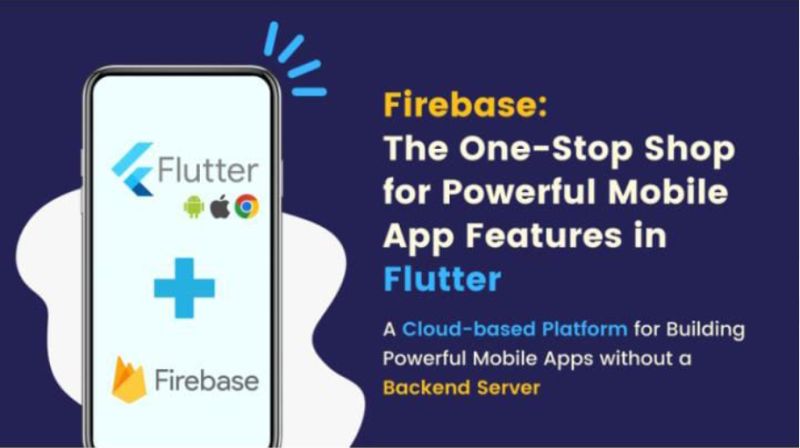 Flutter
Firebase
Firebase:
The One-Stop Shop
for Powerful Mobile
App Features in
Flutter
A Cloud-based Platform for Building
Powerful Mobile Apps without a
Backend Server